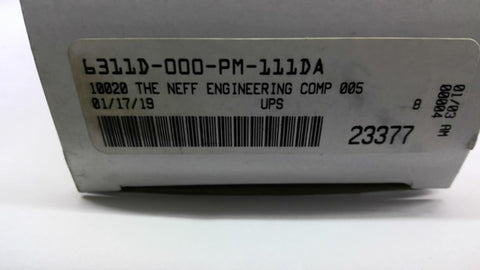 6311D-000-PM-111DA
10020 THE NEFF ENGINEERING COMP 005
01/17/19 UPS 8
23377
01/03 AM
00004